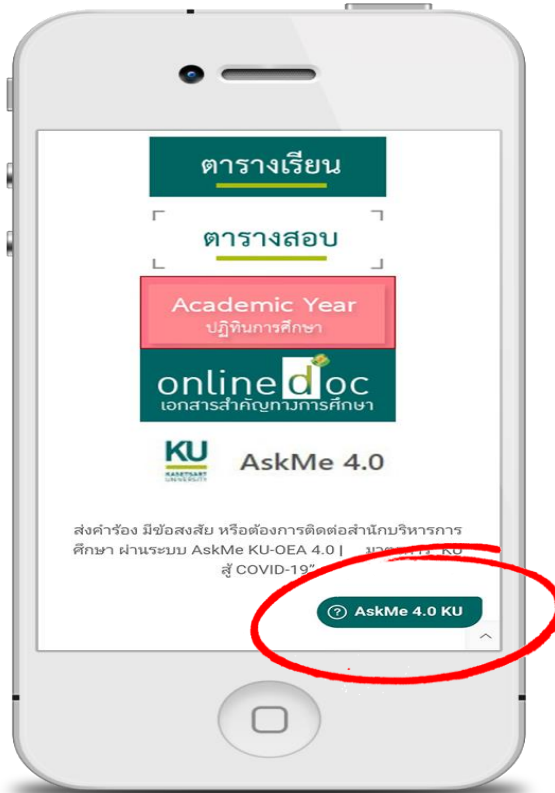 ตารางเรียน
ตารางสอบ
Academic Year
ปฏิทินการศึกษา
online doc
เอกสารสำคัญทางการศึกษา
KU
KASETSART
UNIVERSITY
AskMe 4.0
ส่งคำร้อง มีข้อสงสัย หรือต้องการติดต่อสำนักบริหารการ
ศึกษา ผ่านระบบ AskMe KU-OEA 4.0 | "KU
สู้ COVID-19"
? AskMe 4.0 KU